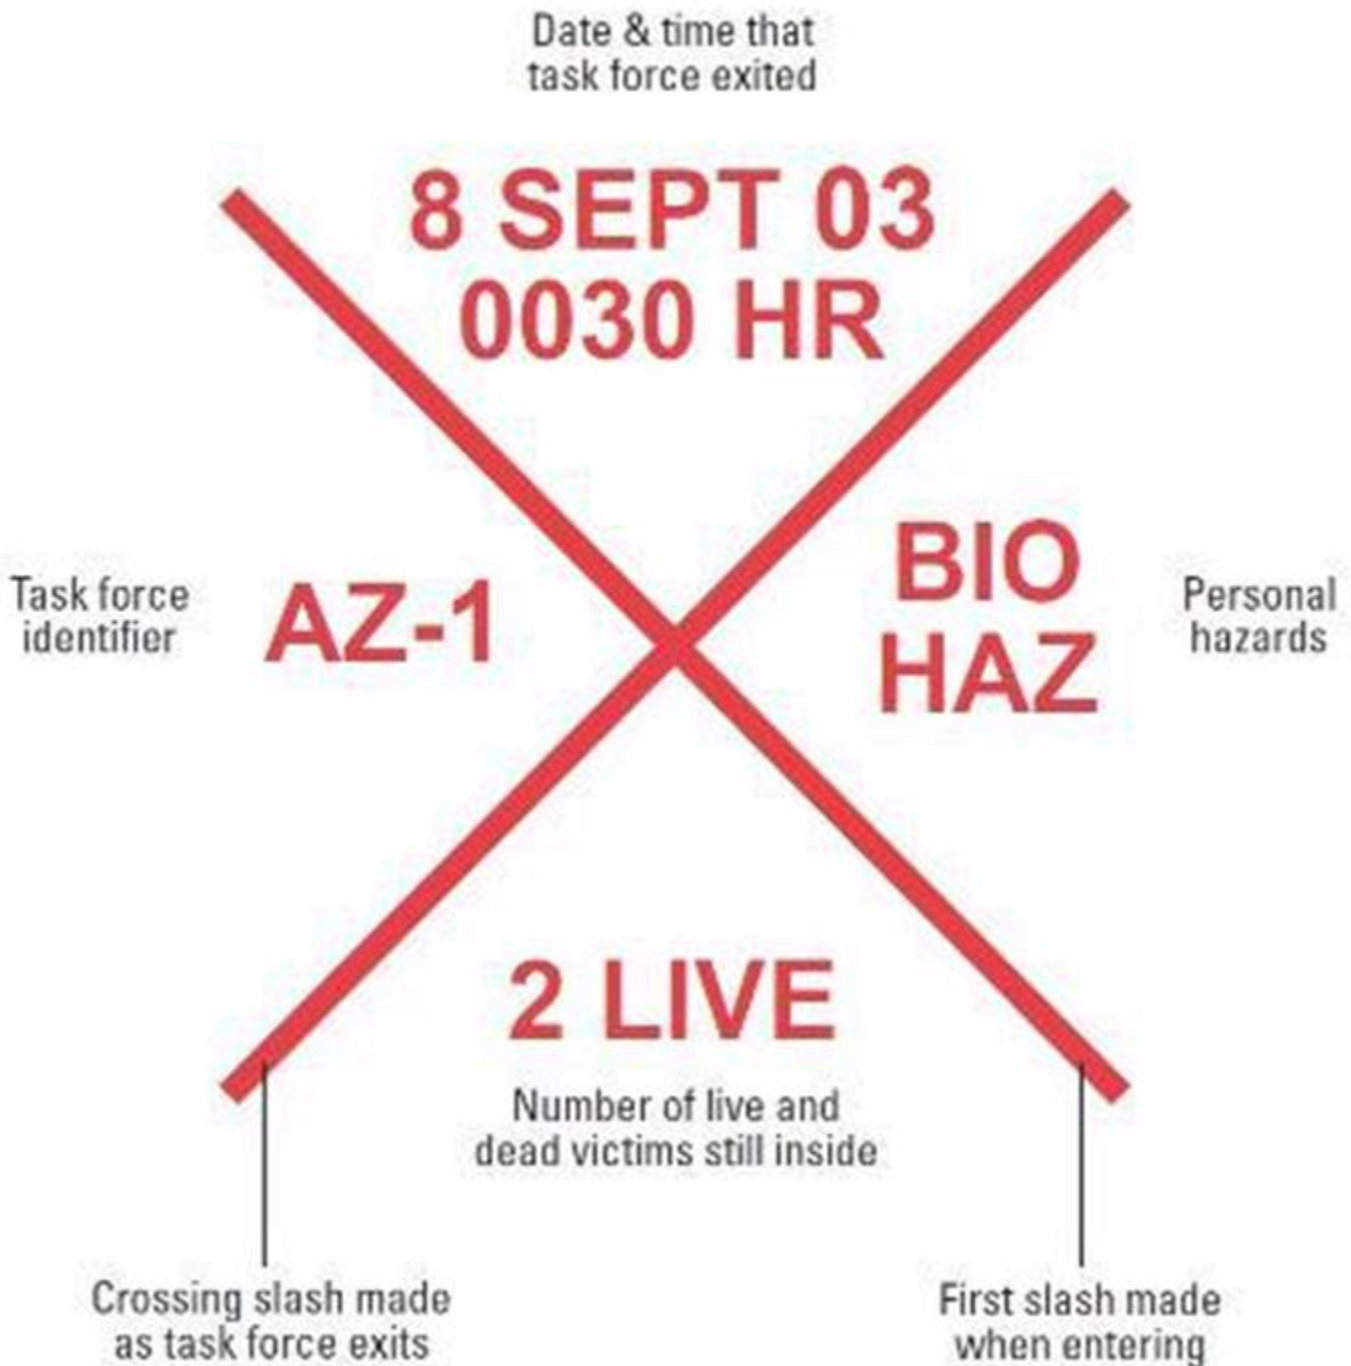 Date & time that
task force exited
8 SEPT 03
0030 HR
Task force
identifier
AZ-1
BIO
HAZ
Personal
hazards
2 LIVE
Number of live and
dead victims still inside
Crossing slash made
as task force exits
First slash made
when entering